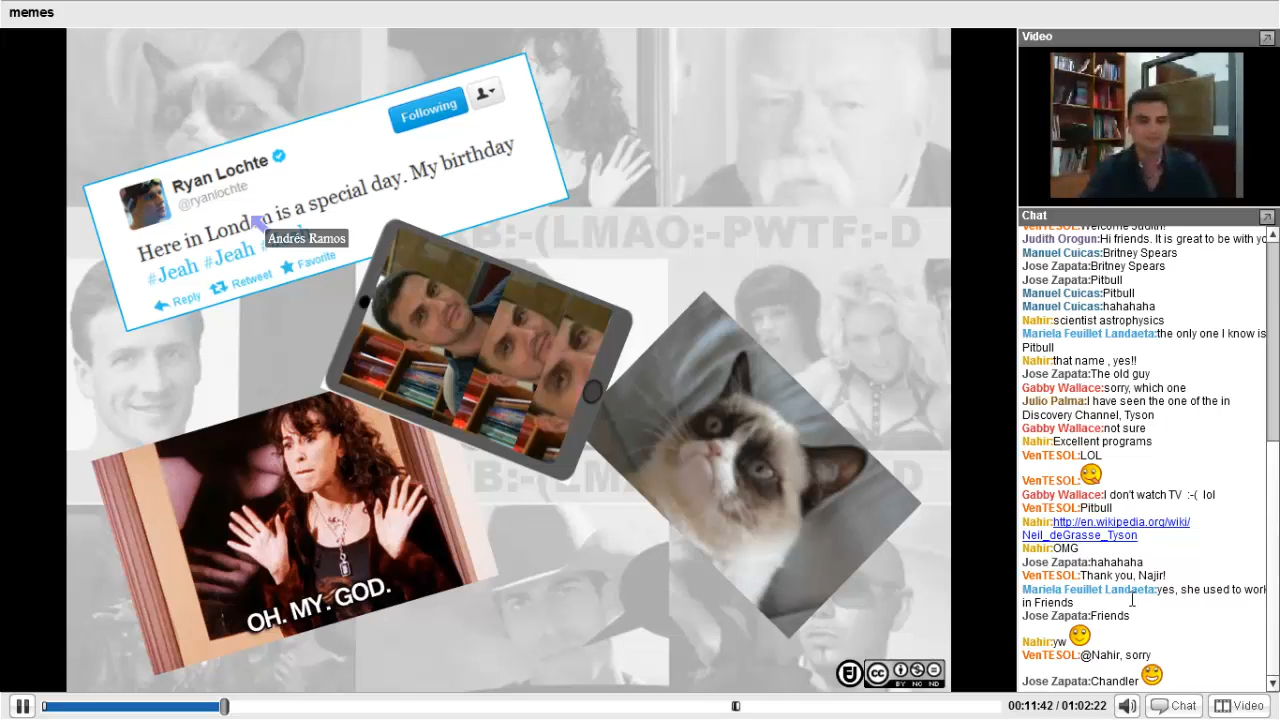 memes
Following
Ryan Lochte
@ryanlochte
Here in London is a special day. My birthday
#Jeah #Jeah
Reply Retweet Favorite
Andrés Ramos
B:-(LMAO:-PWTF:-D
OH. MY. GOD.
BY NC ND
Video
Chat
VenTESOL:Welcome Judith!
Judith Orogun:Hi friends. It is great to be with yo
Manuel Cuicas:Britney Spears
Jose Zapata:Britney Spears
Jose Zapata:Pitbull
Manuel Cuicas:Pitbull
Manuel Cuicas:hahahaha
Nahir:scientist astrophysics
Mariela Feuillet Landaeta:the only one I know is
Pitbull
Nahir:that name , yes!!
Jose Zapata:The old guy
Gabby Wallace:sorry, which one
Julio Palma:I have seen the one of the in
Discovery Channel, Tyson
Gabby Wallace:not sure
Nahir:Excellent programs
VenTESOL:LOL
VenTESOL:
Gabby Wallace:I don't watch TV :-( lol
VenTESOL:Pitbull
Nahir:http://en.wikipedia.org/wiki/
Neil_deGrasse_Tyson
Nahir:OMG
Jose Zapata:hahahaha
VenTESOL:Thank you, Najir!
Mariela Feuillet Landaeta:yes, she used to work
in Friends
Jose Zapata:Friends
Nahir:yw
VenTESOL:@Nahir, sorry
Jose Zapata:Chandler
00:11:42 / 01:02:22
Chat
Video